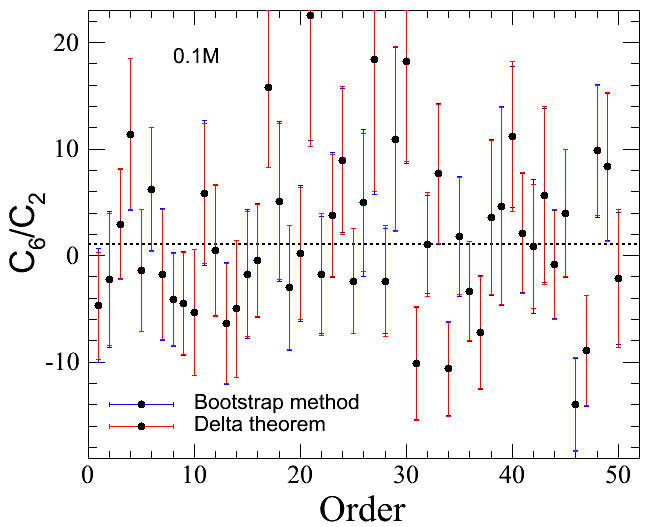 0.1M
20
10
0
-10
C6/C2
Bootstrap method
Delta theorem
0 10 20 30 40 50
Order